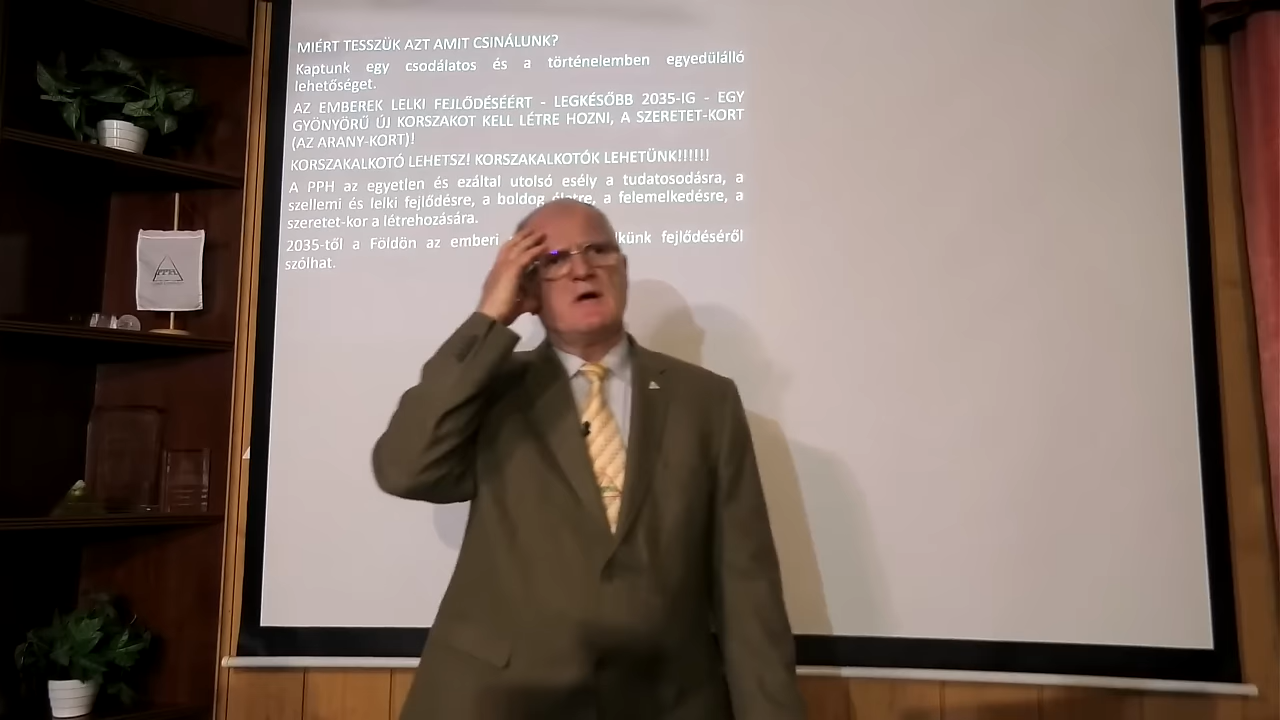 MIÉRT TESSZÜK AZT AMIT CSINÁLUNK?
Kaptunk egy csodálatos és a történelemben egyedülálló
lehetőséget.
AZ EMBEREK LELKI FEJLŐDÉSÉÉRT - LEGKÉSŐBB 2035-IG - EGY
GYÖNYÖRŰ ÚJ KORSZAKOT KELL LÉTRE HOZNI, A SZERETET-KORT
(AZ ARANY-KORT)!
KORSZAKALKOTÓ LEHETSZ! KORSZAKALKOTÓK LEHETÜNK!!!!!!
A PPH az egyetlen és ezáltal utolsó esély a tudatosodásra, a
szellemi és lelki fejlődésre, a boldog életre, a felemelkedésre, a
szeretet-kor a létrehozására.
2035-től a Földön az emberi fejlődéséről
szólhat.